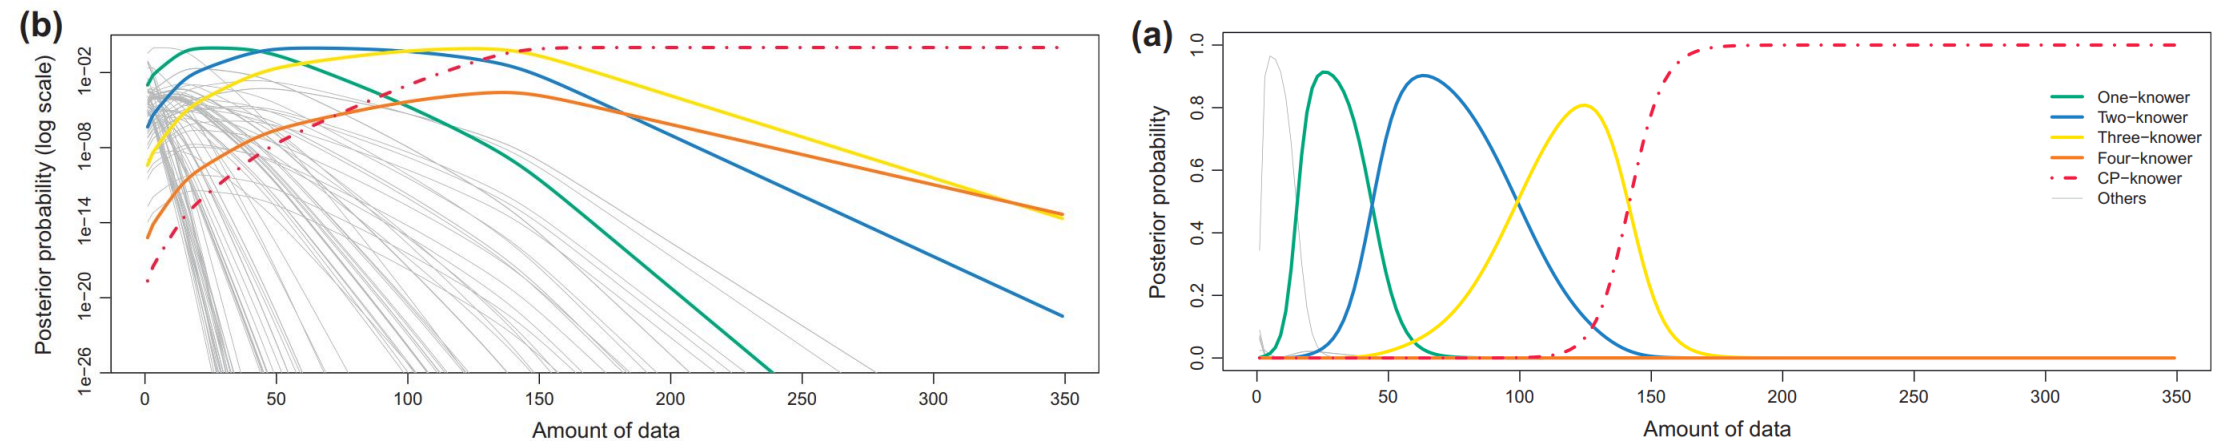 (b)
Posterior probability (log scale)
1e−02
1e−08
1e−14
1e−20
1e−26
0 50 100 150 200 250 300 350
Amount of data
(a)
Posterior probability
1.0
0.8
0.6
0.4
0.2
0.0
0 50 100 150 200 250 300 350
Amount of data
One−knower
Two−knower
Three−knower
Four−knower
CP−knower
Others